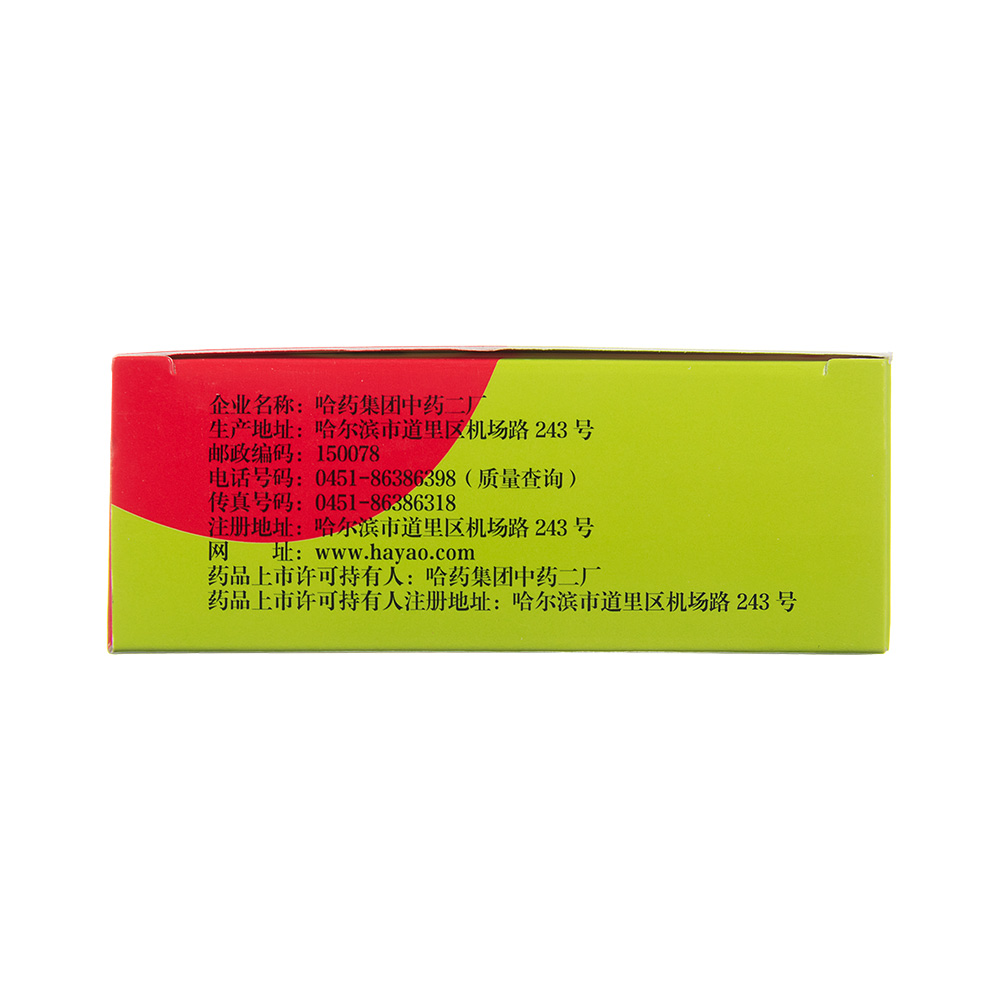 企业名称：哈药集团中药二厂
生产地址：哈尔滨市道里区机场路 243 号
邮政编码：150078
电话号码：0451-86386398（质量查询）
传真号码：0451-86386318
注册地址：哈尔滨市道里区机场路 243 号
网　　址：www.hayao.com
药品上市许可持有人：哈药集团中药二厂
药品上市许可持有人注册地址：哈尔滨市道里区机场路 243 号